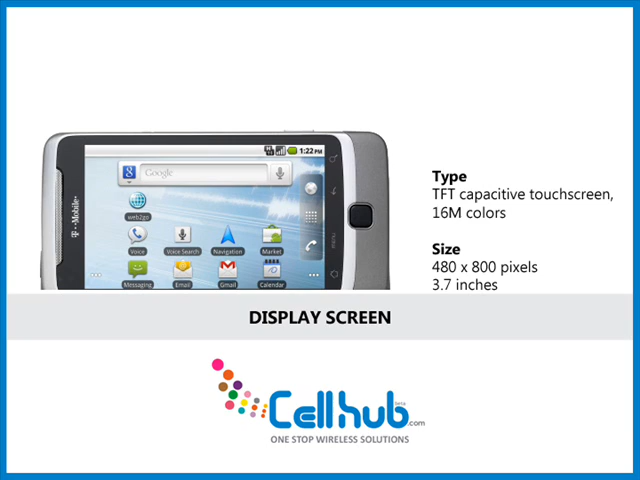 1:22 PM
Google
T··Mobile·
web2go
Voice
Voice Search
Navigation
Market
Messaging
Email
Gmail
Calendar
menu
Type
TFT capacitive touchscreen,
16M colors
Size
480 x 800 pixels
3.7 inches
DISPLAY SCREEN
Cellhub.com
beta
ONE STOP WIRELESS SOLUTIONS